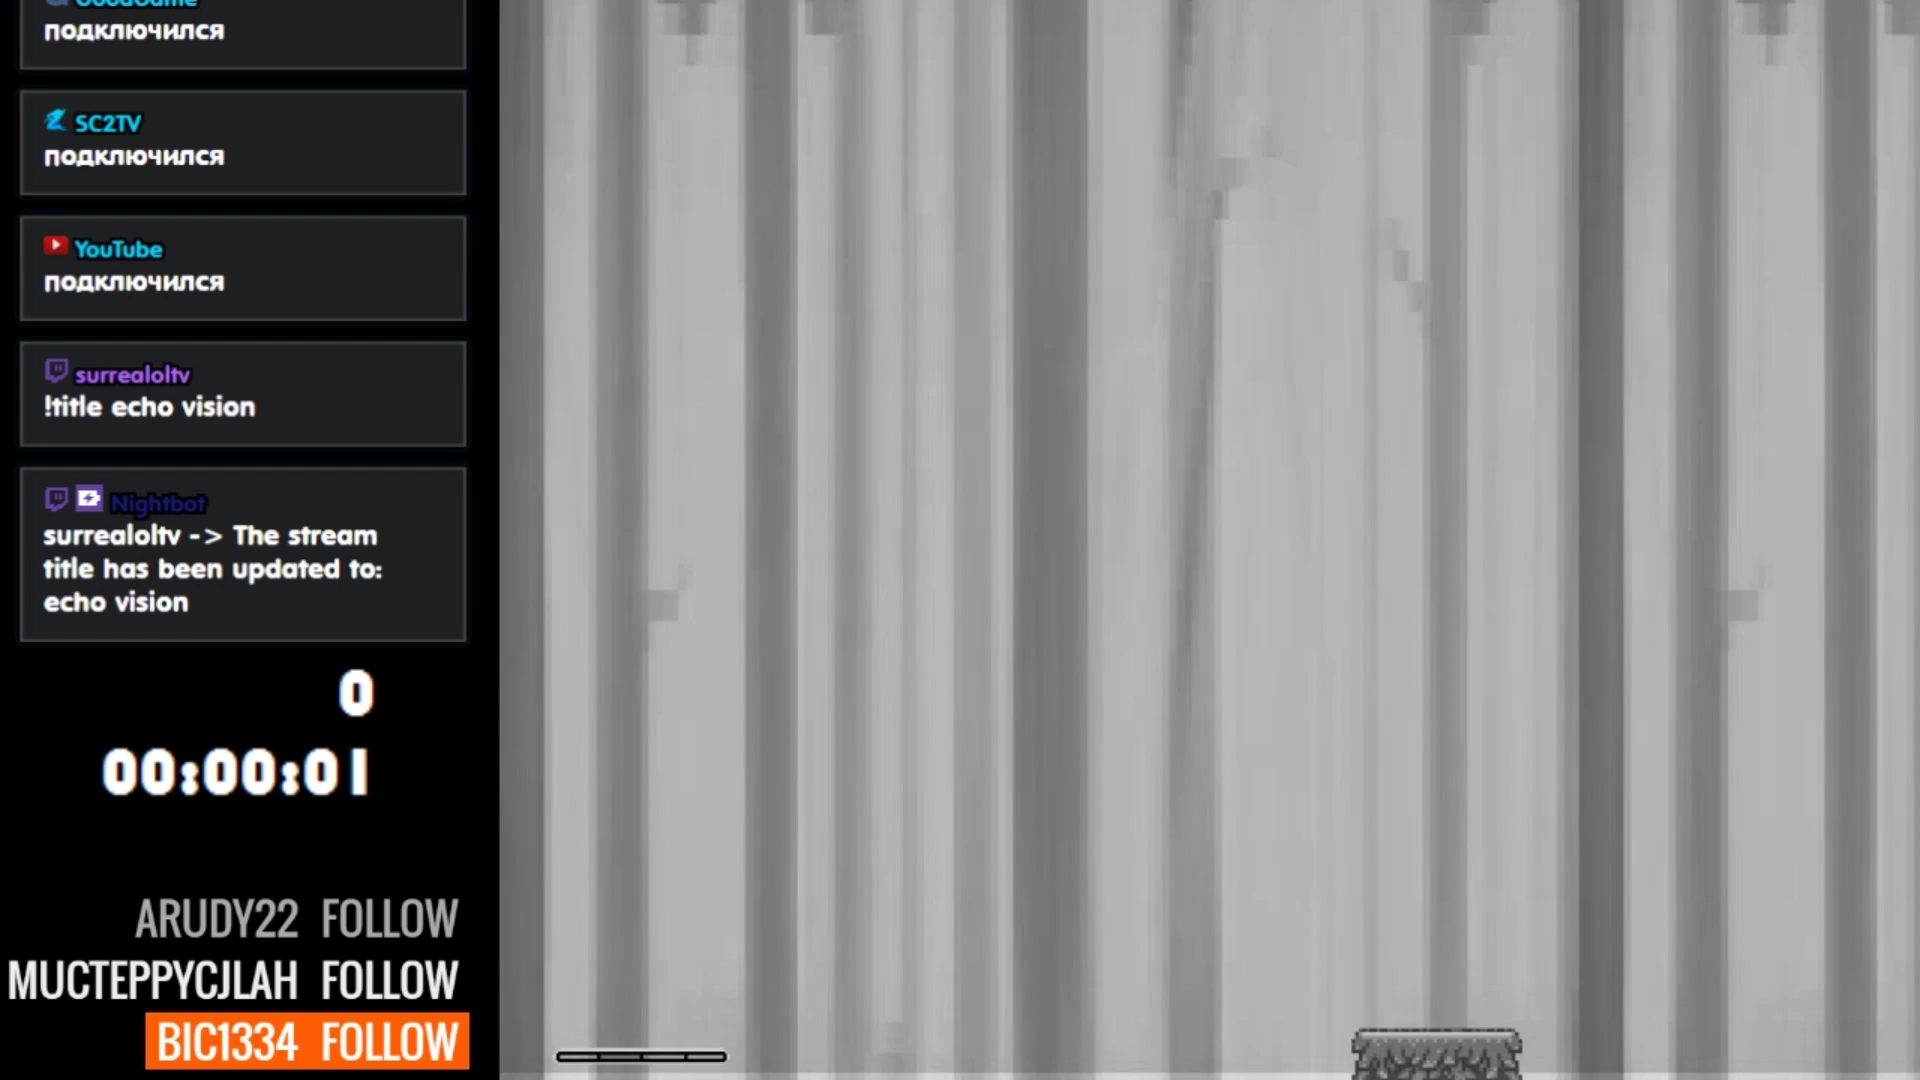 GoodGame
подключился
SC2TV
подключился
YouTube
подключился
surrealoltv
!title echo vision
Nightbot
surrealoltv -> The stream
title has been updated to:
echo vision
0
00:00:01
ARUDY22 FOLLOW
MUCTEPPYCJLAH FOLLOW
BIC1334 FOLLOW